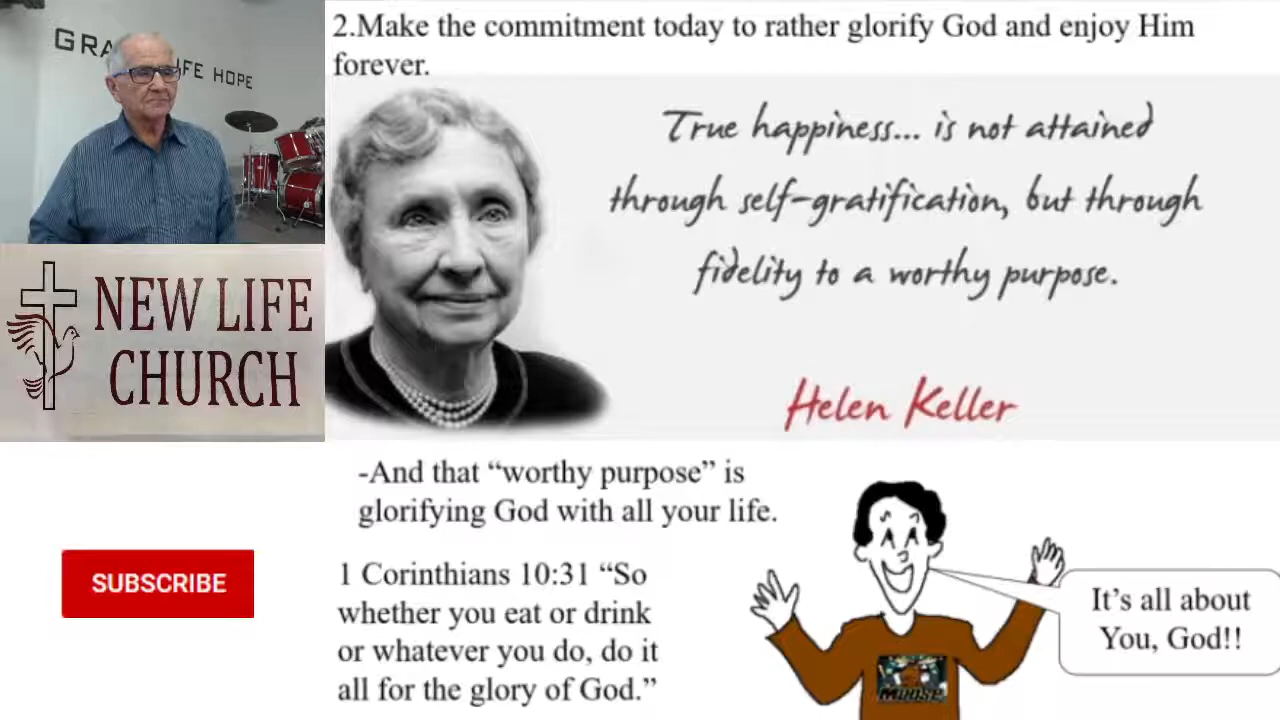 2.Make the commitment today to rather glorify God and enjoy Him
forever.
GRA
IFE HOPE
True happiness... is not attained
through self-gratification, but through
fidelity to a worthy purpose.
Helen Keller
NEW LIFE
CHURCH
-And that “worthy purpose” is
glorifying God with all your life.
1 Corinthians 10:31 “So
whether you eat or drink
or whatever you do, do it
all for the glory of God.”
SUBSCRIBE
It’s all about
You, God!!
MOOSE